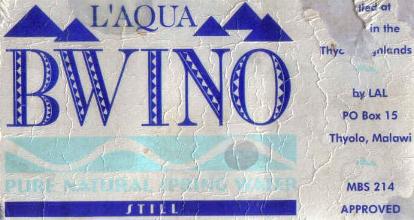 L'AQUA
BWINO
PURE NATURAL SPRING WATER
STILL
at
in the
by LAL
PO Box 15
Thyolo, Malawi
MBS 214
APPROVED